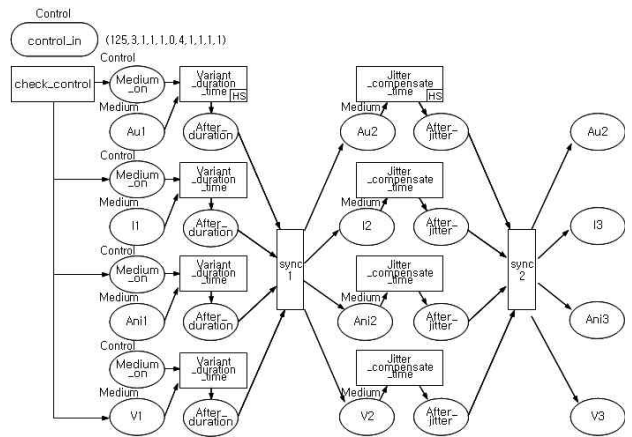 Control
control_in
(125,3,1,1,1,0,4,1,1,1,1)
check_control
Control
Medium
_on
Variant
_duration
_time
HS
Medium
Au1
After_
duration
Medium
Au2
Jitter
_compensate
_time
HS
After_
jitter
Au2
Control
Medium
_on
Variant
_duration
_time
Medium
I1
After_
duration
Medium
I2
Jitter
_compensate
_time
After_
jitter
I3
sync
1
sync
2
Control
Medium
_on
Variant
_duration
_time
Medium
Ani1
After_
duration
Medium
Ani2
Jitter
_compensate
_time
After_
jitter
Ani3
Control
Medium
_on
Variant
_duration
_time
Medium
V1
After_
duration
Medium
V2
Jitter
_compensate
_time
After_
jitter
V3